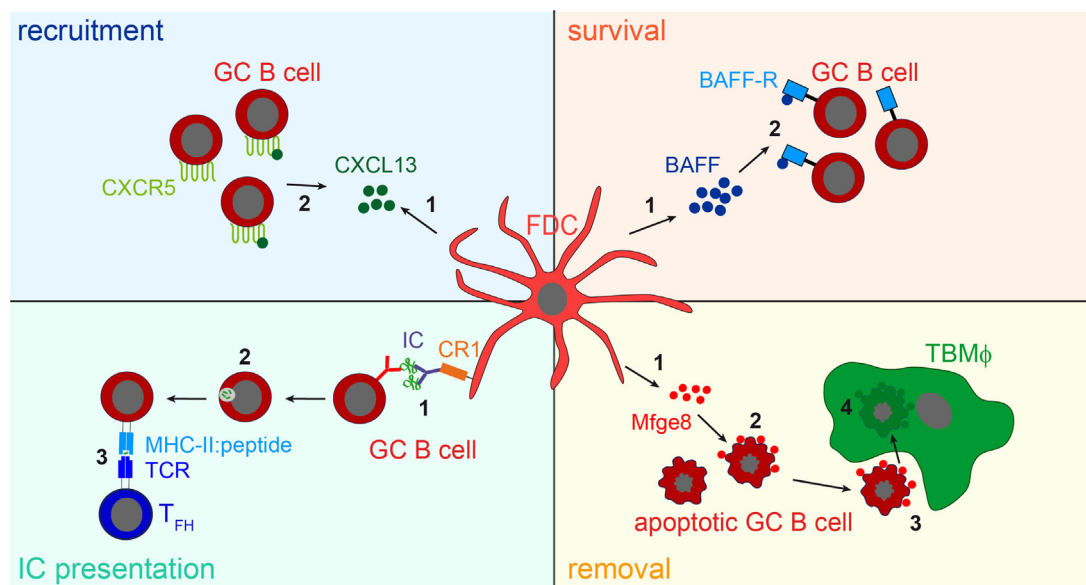 recruitment
GC B cell
CXCR5
CXCL13
2
1
survival
BAFF-R
GC B cell
2
BAFF
1
FDC
IC
CR1
2
1
GC B cell
MHC-II:peptide
3
TCR
TFH
IC presentation
1
TBMϕ
Mfge8
2
4
apoptotic GC B cell
3
removal